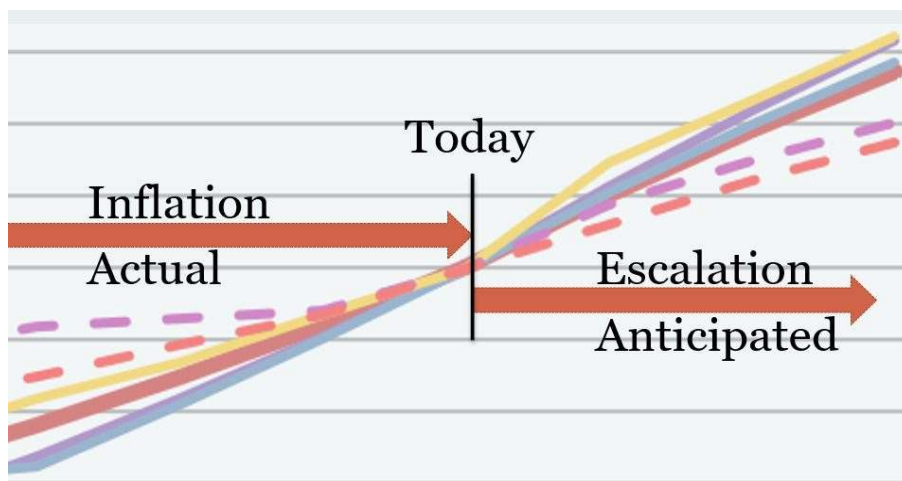 Today
Inflation
Actual
Escalation
Anticipated